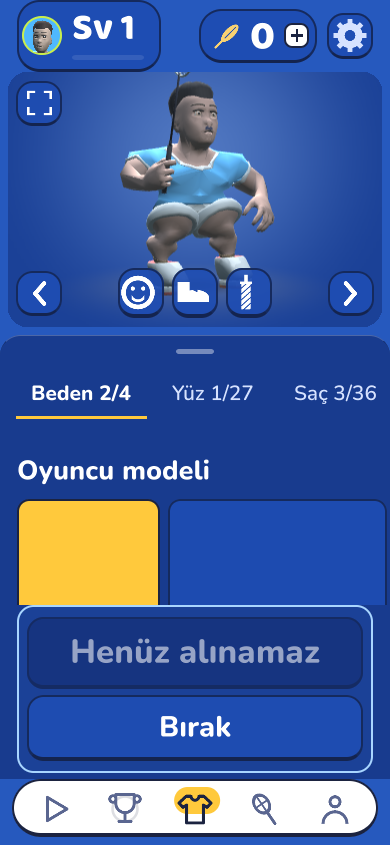 Sv 1
0
Beden 2/4
Yüz 1/27
Saç 3/36
Oyuncu modeli
Henüz alınamaz
Bırak